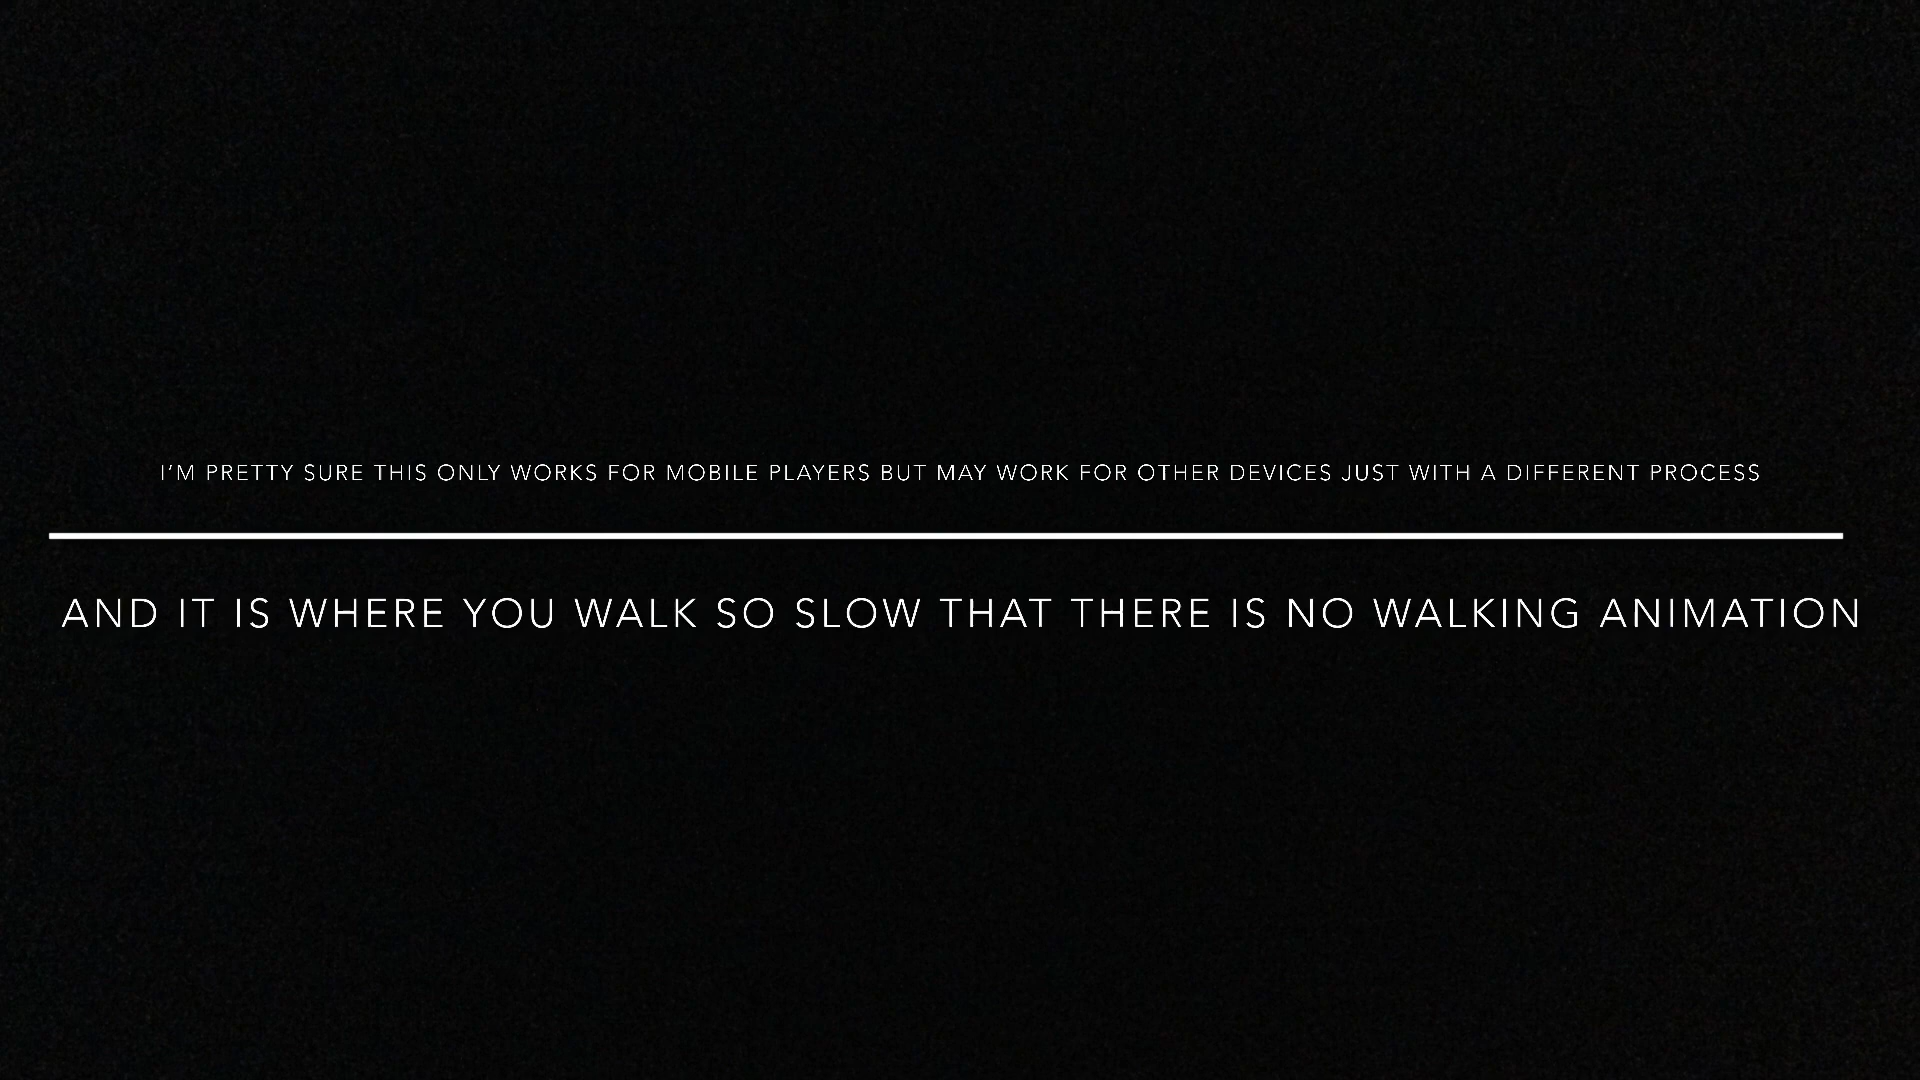 I'M PRETTY SURE THIS ONLY WORKS FOR MOBILE PLAYERS BUT MAY WORK FOR OTHER DEVICES JUST WITH A DIFFERENT PROCESS
AND IT IS WHERE YOU WALK SO SLOW THAT THERE IS NO WALKING ANIMATION